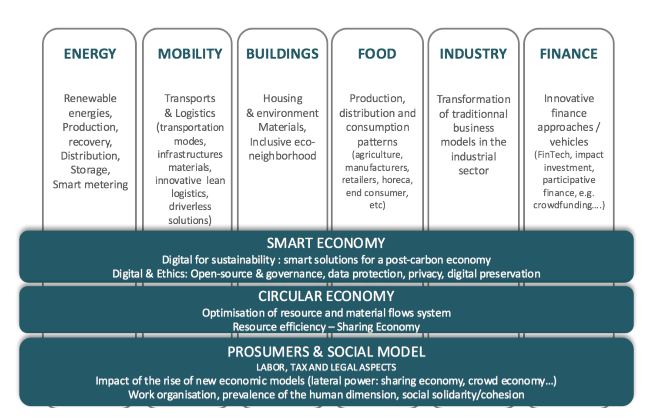 ENERGY
Renewable
energies,
Production,
recovery,
Distribution,
Storage,
Smart metering
MOBILITY
Transports
& Logistics
(transportation
modes,
infrastructures
materials,
innovative lean
logistics,
driverless
solutions)
BUILDINGS
Housing
& environment
Materials,
Inclusive eco-
neighborhood
FOOD
Production,
distribution and
consumption
patterns
(agriculture,
manufacturers,
retailers, horeca,
end consumer,
etc)
INDUSTRY
Transformation
of traditionnal
business
models in the
industrial
sector
FINANCE
Innovative
finance
approaches /
vehicles
(FinTech, impact
investment,
participative
finance, e.g.
crowdfunding....)
SMART ECONOMY
Digital for sustainability : smart solutions for a post-carbon economy
Digital & Ethics: Open-source & governance, data protection, privacy, digital preservation
CIRCULAR ECONOMY
Optimisation of resource and material flows system
Resource efficiency – Sharing Economy
PROSUMERS & SOCIAL MODEL
LABOR, TAX AND LEGAL ASPECTS
Impact of the rise of new economic models (lateral power: sharing economy, crowd economy...)
Work organisation, prevalence of the human dimension, social solidarity/cohesion